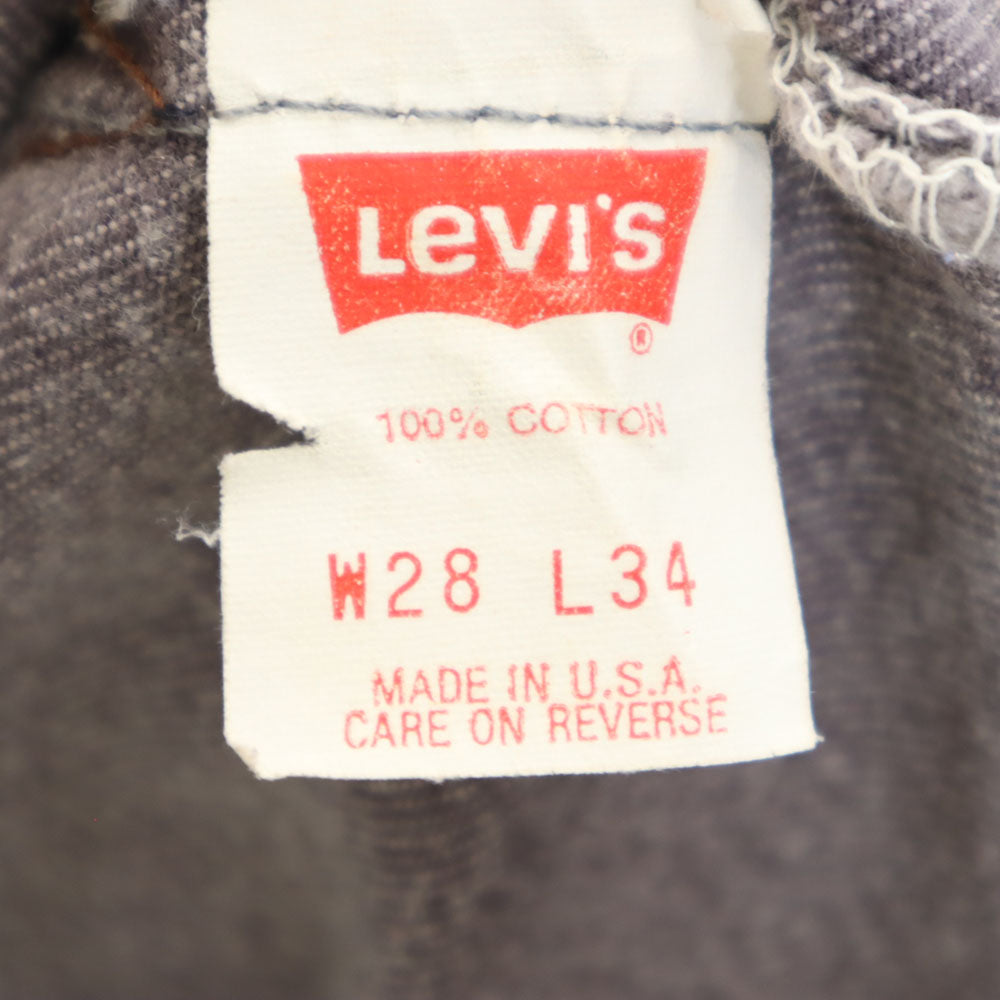 LEVI'S
®
100% COTTON
W28 L34
MADE IN U.S.A.
CARE ON REVERSE